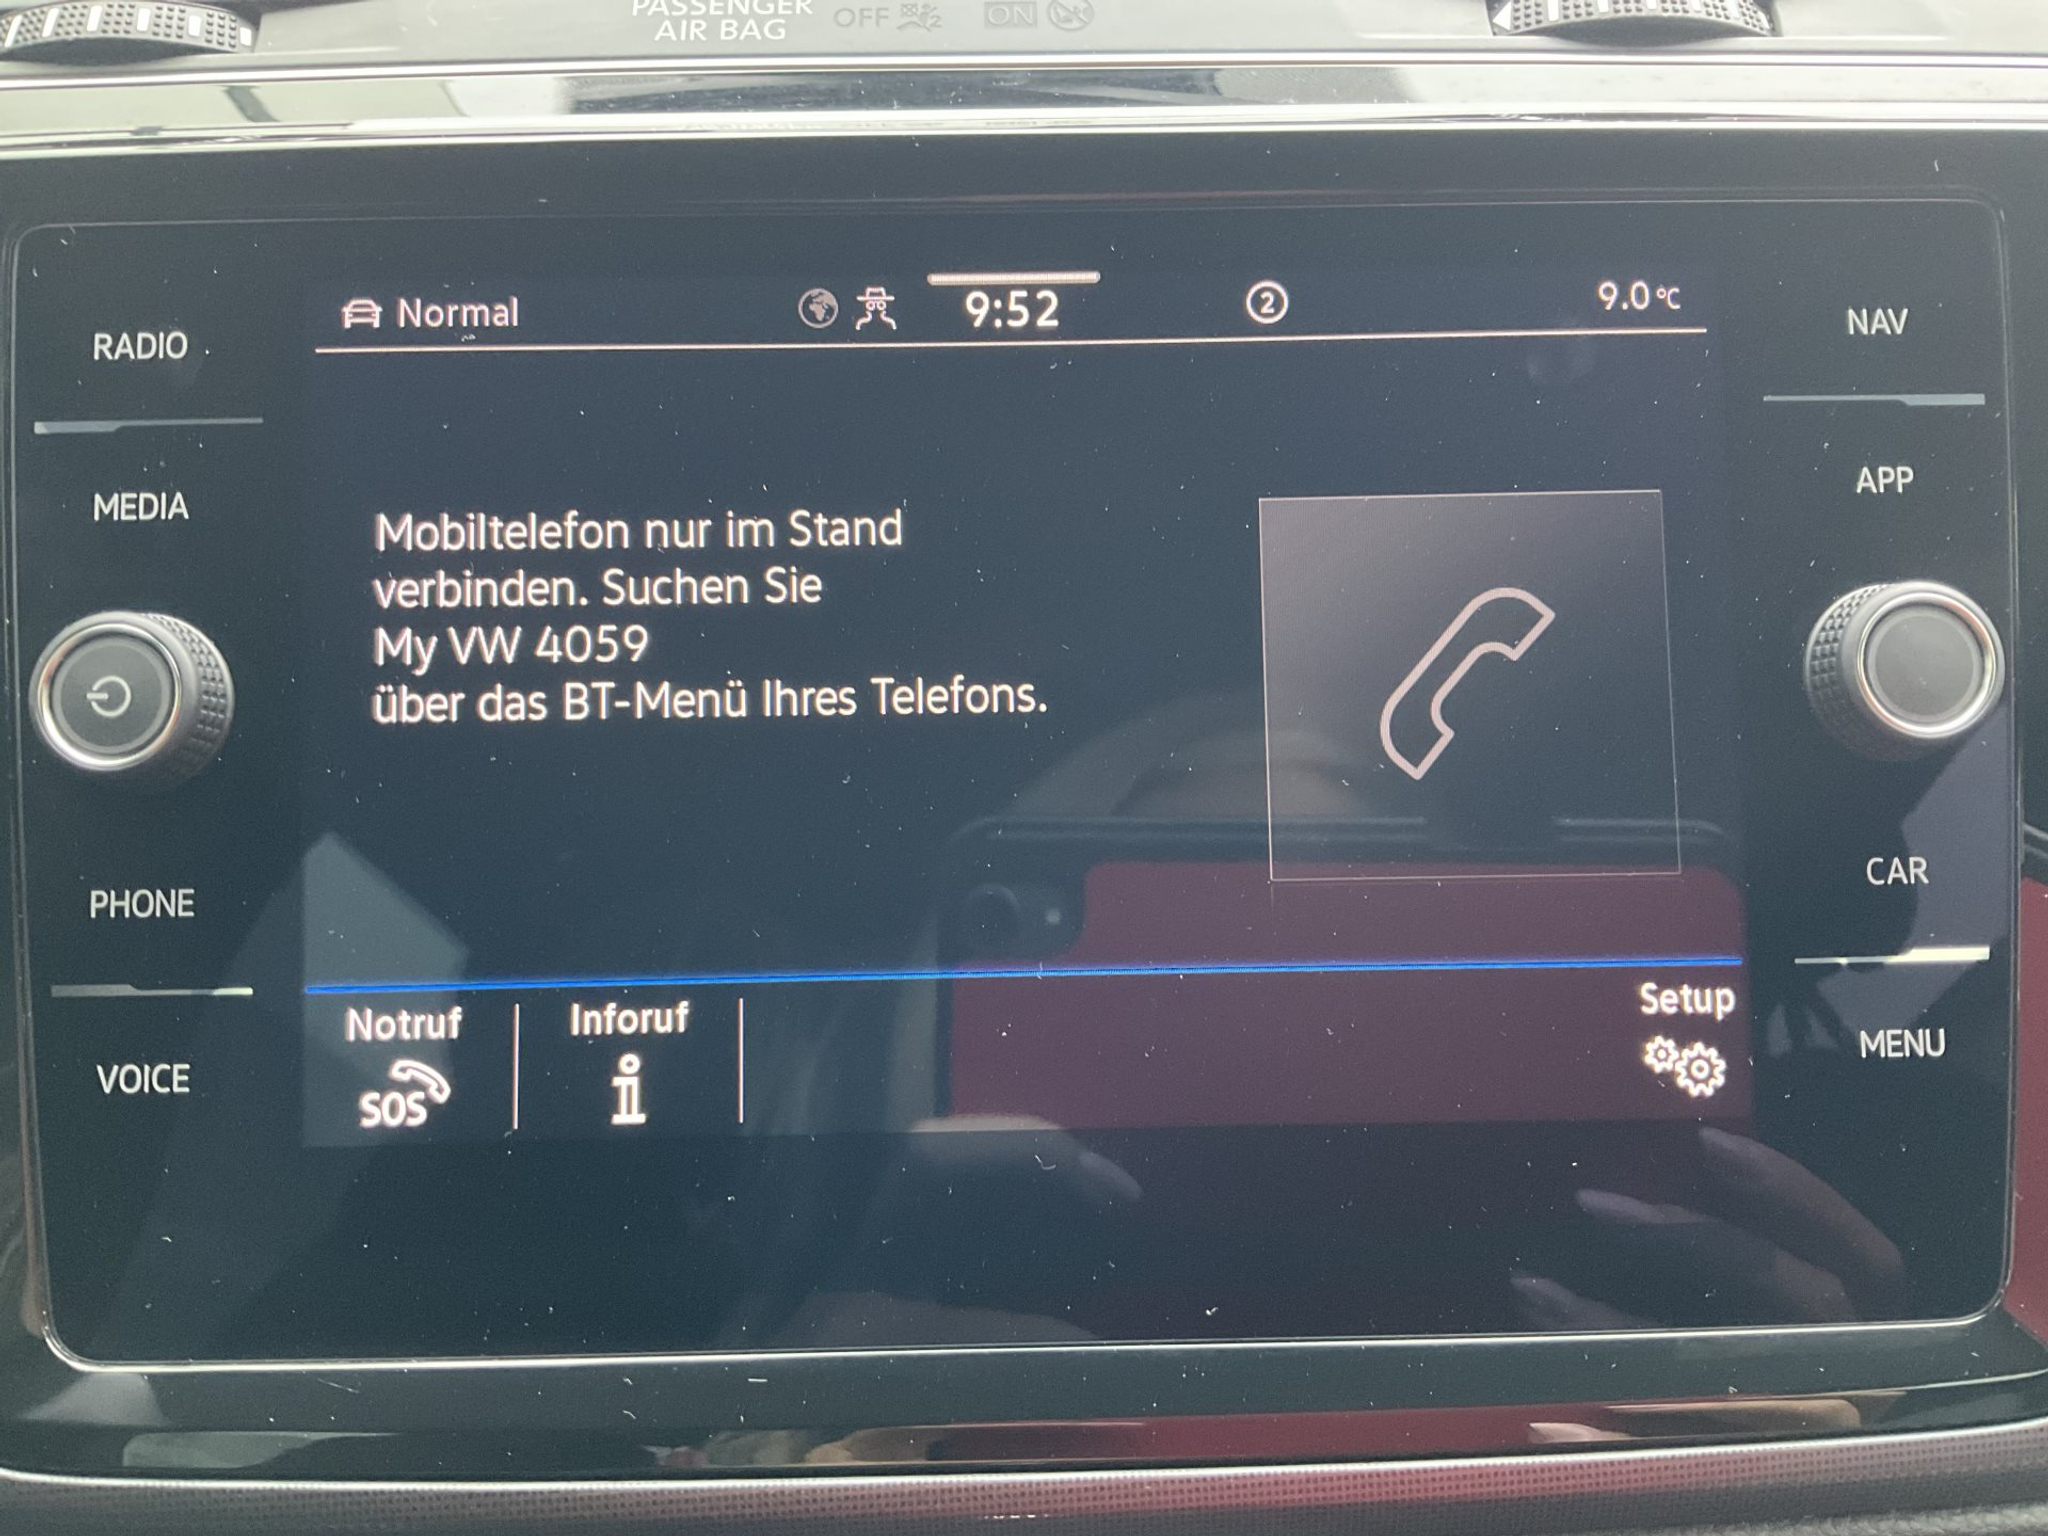 PASSENGER
AIR BAG OFF 2 ON
Normal 9:52 2 9.0 °C
RADIO
MEDIA
PHONE
VOICE
NAV
APP
CAR
MENU
Mobiltelefon nur im Stand
verbinden. Suchen Sie
My VW 4059
über das BT-Menü Ihres Telefons.
Notruf
SOS
Inforuf
i
Setup